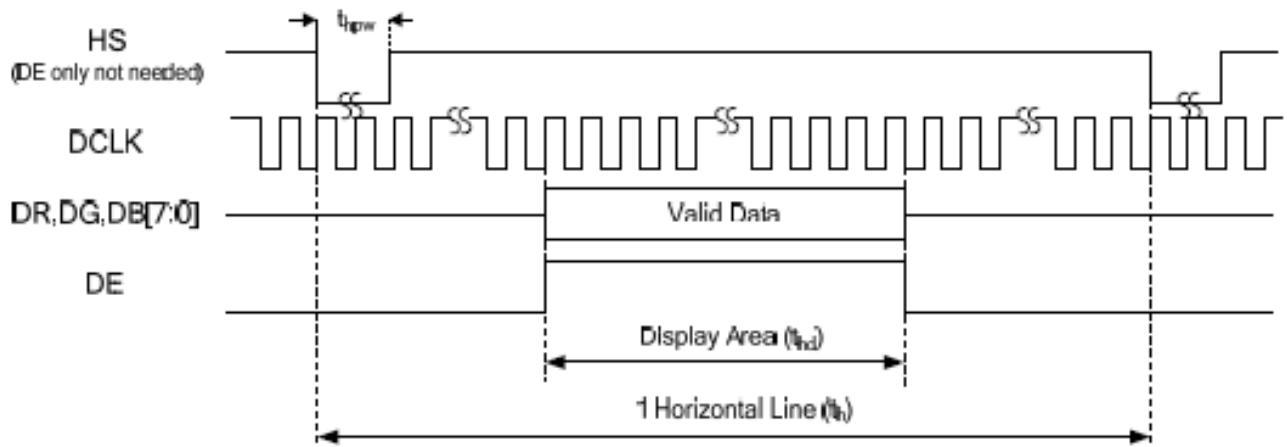 thpw
HS
(DE only not needed)
DCLK
DR,DG,DB[7:0]
Valid Data
DE
Display Area (thd)
1 Horizontal Line (th)